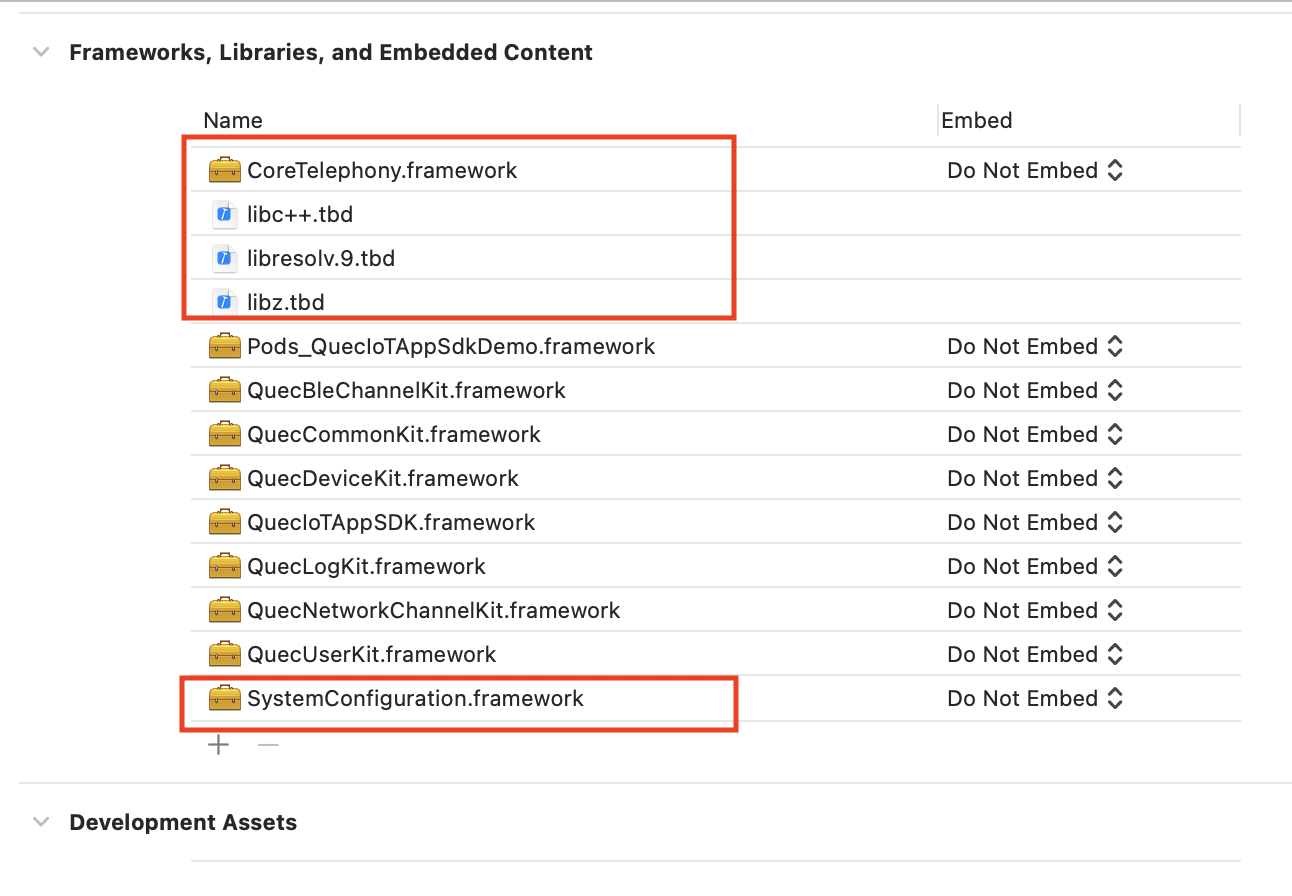 Frameworks, Libraries, and Embedded Content
Name Embed
CoreTelephony.framework Do Not Embed
libc++.tbd
libresolv.9.tbd
libz.tbd
Pods_QuecIoTAppSdkDemo.framework Do Not Embed
QuecBleChannelKit.framework Do Not Embed
QuecCommonKit.framework Do Not Embed
QuecDeviceKit.framework Do Not Embed
QuecIoTAppSDK.framework Do Not Embed
QuecLogKit.framework Do Not Embed
QuecNetworkChannelKit.framework Do Not Embed
QuecUserKit.framework Do Not Embed
SystemConfiguration.framework Do Not Embed
Development Assets